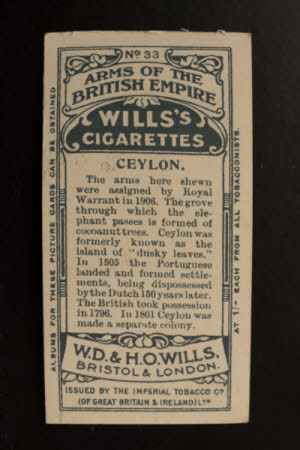 No 33
ARMS OF THE
BRITISH EMPIRE
WILLS'S
CIGARETTES
CEYLON.
The arms here shewn
were assigned by Royal
Warrant in 1906. The grove
through which the ele-
phant passes is formed of
cocoanut trees. Ceylon was
formerly known as the
island of "dusky leaves."
In 1505 the Portuguese
landed and formed settle-
ments, being dispossessed
by the Dutch 150 years later.
The British took possession
in 1796. In 1801 Ceylon was
made a separate colony.
W.D. & H.O. WILLS,
BRISTOL & LONDON.
ISSUED BY THE IMPERIAL TOBACCO Co
(OF GREAT BRITAIN & IRELAND) LTD
ALBUMS FOR THESE PICTURE CARDS CAN BE OBTAINED
AT 1/- EACH FROM ALL TOBACCONISTS.